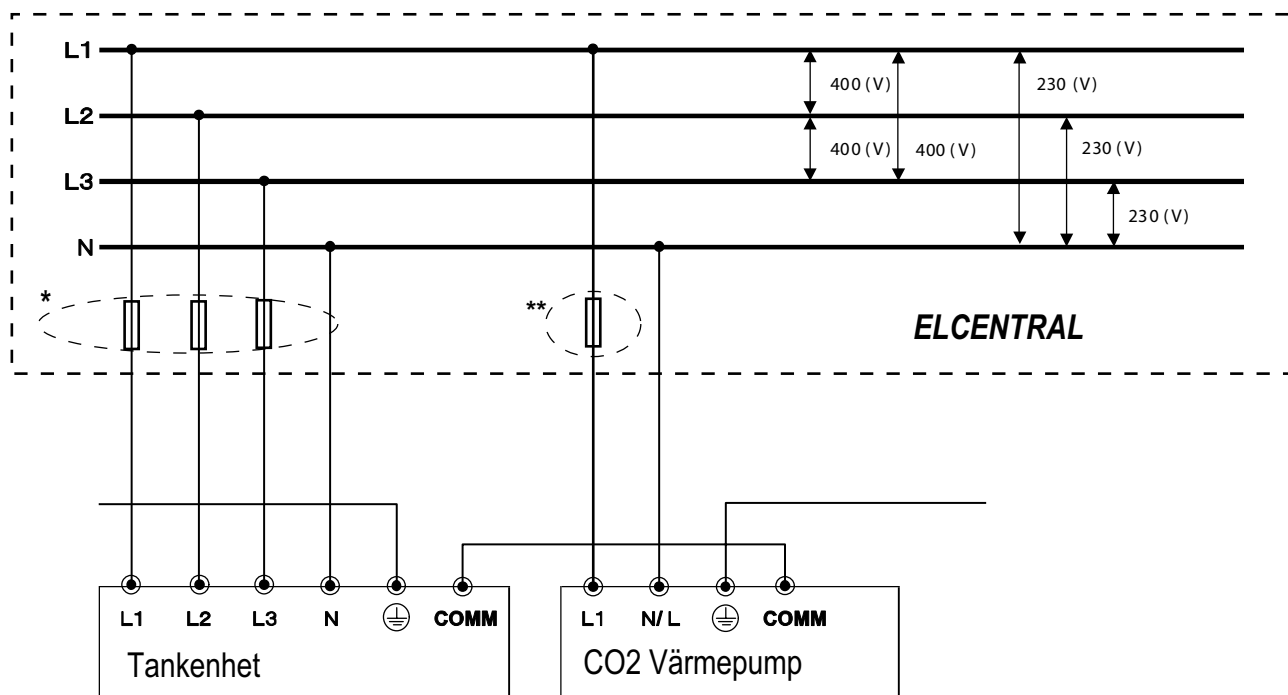 L1
400 (V)
230 (V)
L2
400 (V)
400 (V)
230 (V)
L3
230 (V)
N
*
**
ELCENTRAL
L1 L2 L3 N COMM
L1 N/ L COMM
Tankenhet
CO2 Värmepump